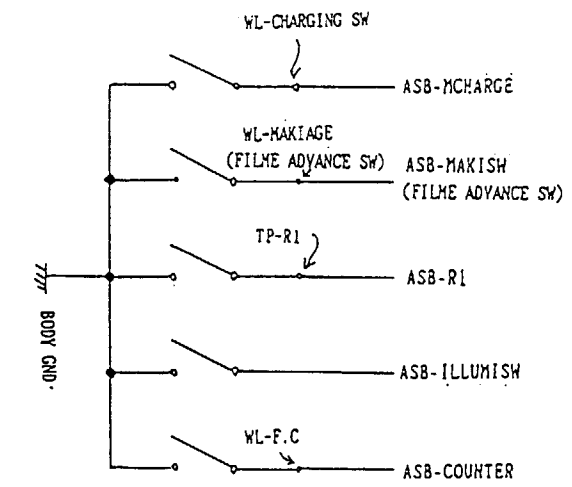 WL-CHARGING SW
ASB-MCHARGE
WL-MAKIAGE
(FILME ADVANCE SW)
ASB-MAKISW
(FILME ADVANCE SW)
TP-R1
ASB-R1
BODY GND'
ASB-ILLUMISW
WL-F.C
ASB-COUNTER